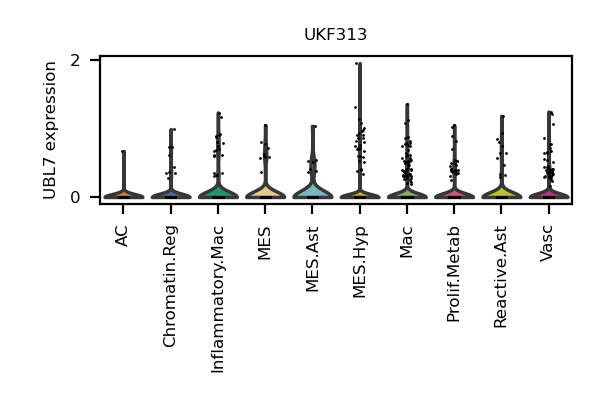 UKF313
UBL7 expression
2
0
AC
Chromatin.Reg
Inflammatory.Mac
MES
MES.Ast
MES.Hyp
Mac
Prolif.Metab
Reactive.Ast
Vasc